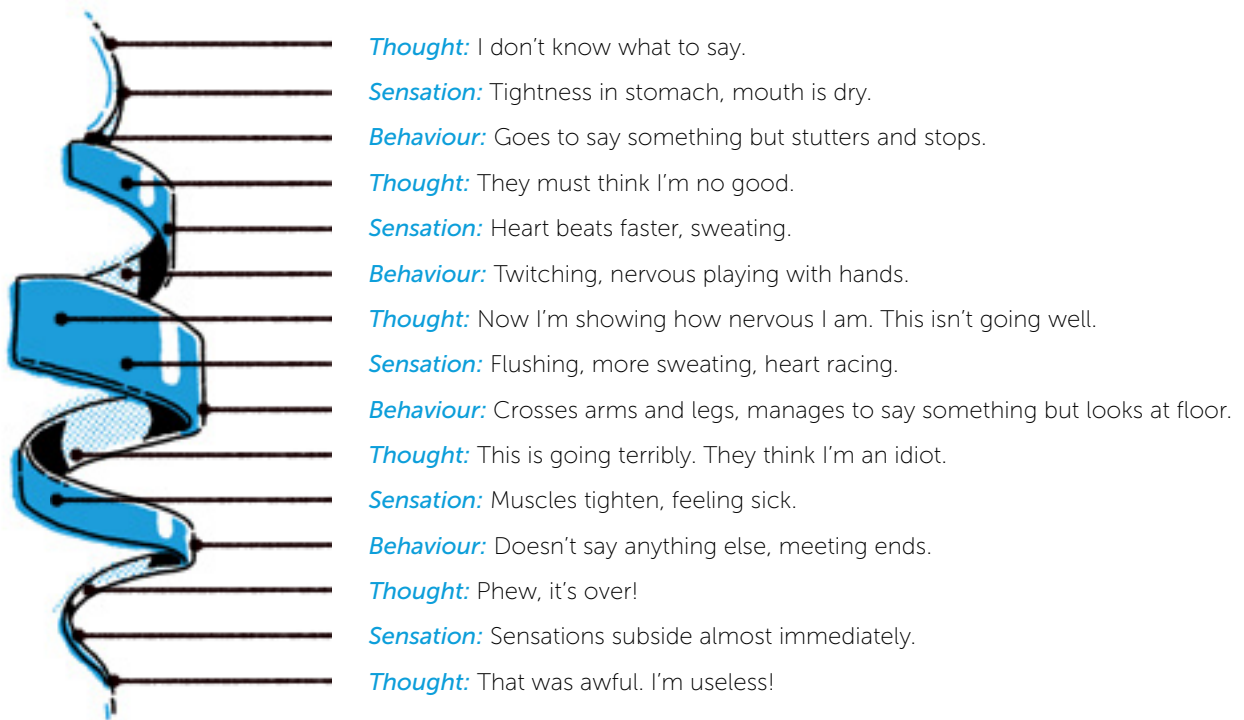 Thought: I don’t know what to say.
Sensation: Tightness in stomach, mouth is dry.
Behaviour: Goes to say something but stutters and stops.
Thought: They must think I’m no good.
Sensation: Heart beats faster, sweating.
Behaviour: Twitching, nervous playing with hands.
Thought: Now I’m showing how nervous I am. This isn’t going well.
Sensation: Flushing, more sweating, heart racing.
Behaviour: Crosses arms and legs, manages to say something but looks at floor.
Thought: This is going terribly. They think I’m an idiot.
Sensation: Muscles tighten, feeling sick.
Behaviour: Doesn’t say anything else, meeting ends.
Thought: Phew, it’s over!
Sensation: Sensations subside almost immediately.
Thought: That was awful. I’m useless!